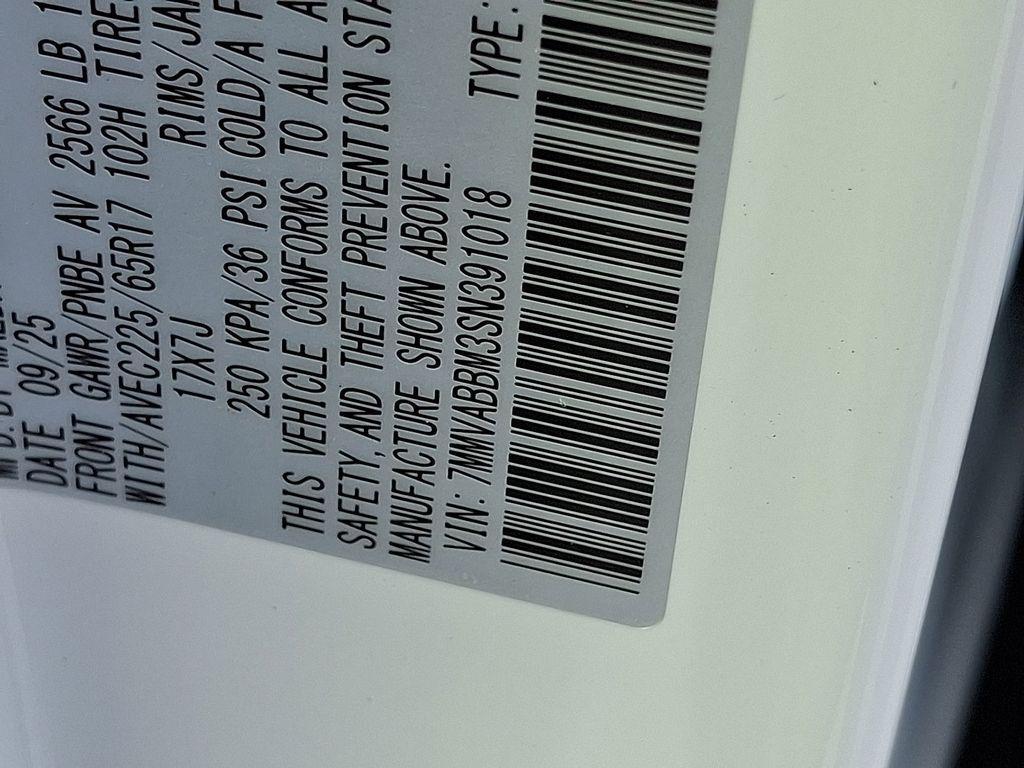 DATE 09/25
FRONT GAWR/PNBE AV 2566 LB
WITH/AVEC225/65R17 102H TIRES
17X7J RIMS/JA
250 KPA/36 PSI COLD/A F
THIS VEHICLE CONFORMS TO ALL A
SAFETY, AND THEFT PREVENTION STA
MANUFACTURE SHOWN ABOVE.
VIN: 7MMVABBM3SN391018 TYPE: